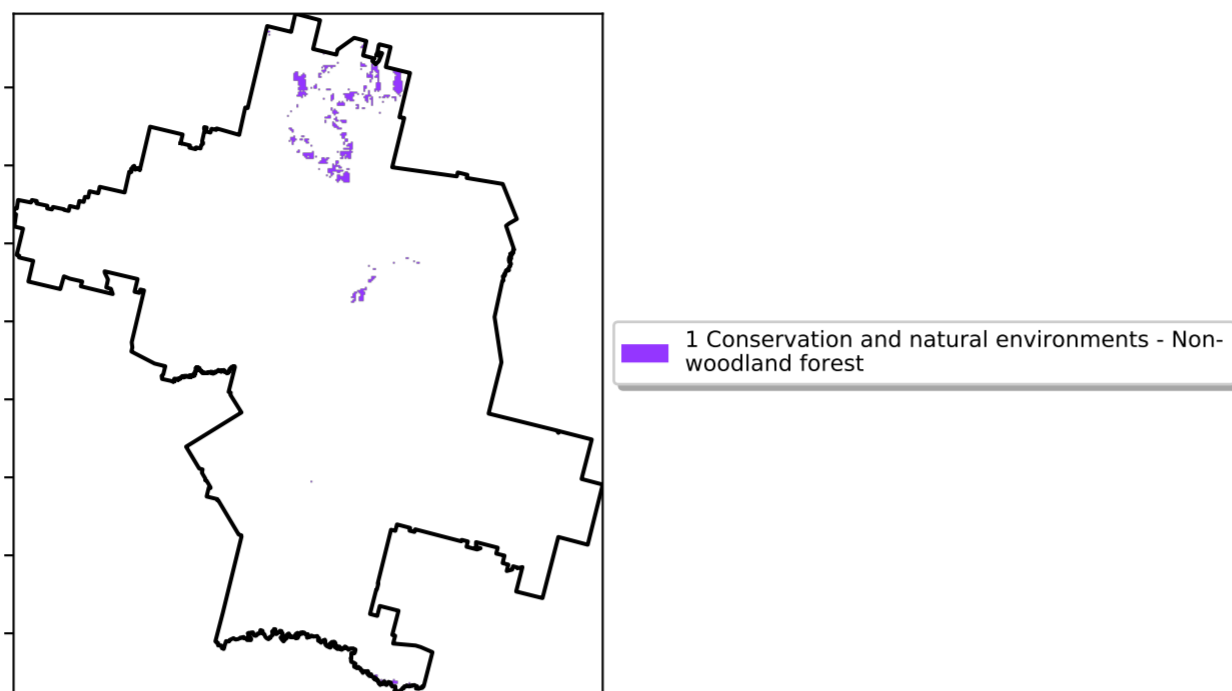 1 Conservation and natural environments - Non-
woodland forest